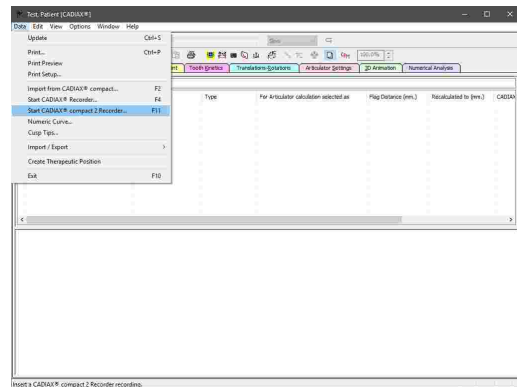 Test, Patient [CADIAX®]
Data Edit View Options Window Help
Update Ctrl+S
Print... Ctrl+P
Print Preview
Print Setup...
Import from CADIAX® compact... F2
Start CADIAX® Recorder... F4
Start CADIAX® compact 2 Recorder... F11
Numeric Curve...
Cusp Tips...
Import / Export
Create Therapeutic Position
Exit F10
100.0%
Tooth Kinetics Translations-Rotations Articulator Settings 3D Animation Numerical Analysis
Type For Articulator calculation selected as Flag Distance (mm.) Recalculated to (mm.) CADIAX
Insert a CADIAX® compact 2 Recorder recording.